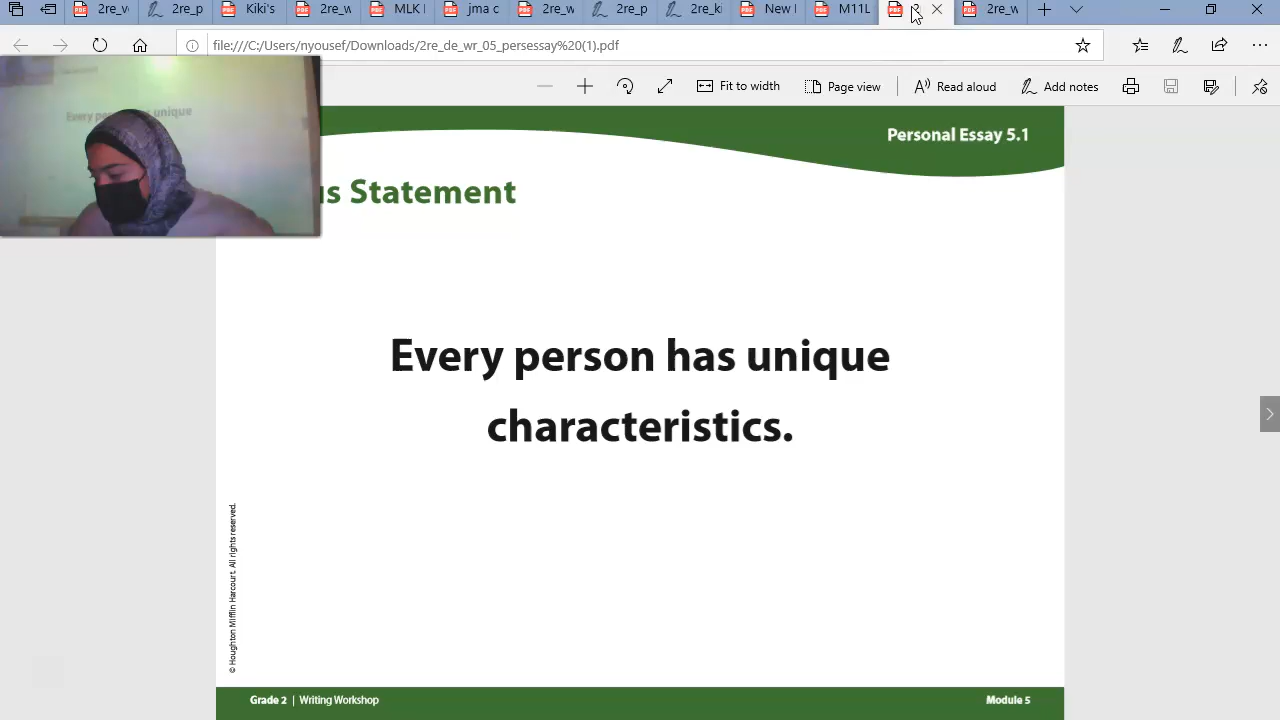 2re_v
2re_p
Kiki's
2re_w
MLK I
jma c
2re_w
2re_p
2re_ki
New I
M11L
2re_w
file:///C:/Users/nyousef/Downloads/2re_de_wr_05_persessay%20(1).pdf
Fit to width
Page view
Read aloud
Add notes
Every unique
Personal Essay 5.1
us Statement
Every person has unique
characteristics.
© Houghton Mifflin Harcourt. All rights reserved.
Grade 2 | Writing Workshop
Module 5